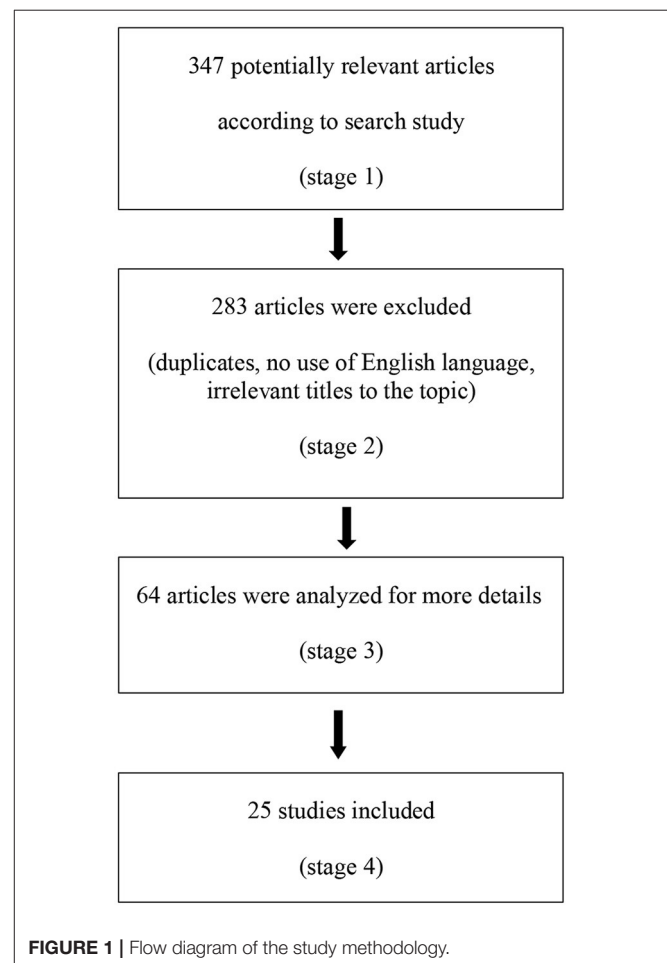 347 potentially relevant articles
according to search study
(stage 1)
283 articles were excluded
(duplicates, no use of English language,
irrelevant titles to the topic)
(stage 2)
64 articles were analyzed for more details
(stage 3)
25 studies included
(stage 4)
FIGURE 1 | Flow diagram of the study methodology.